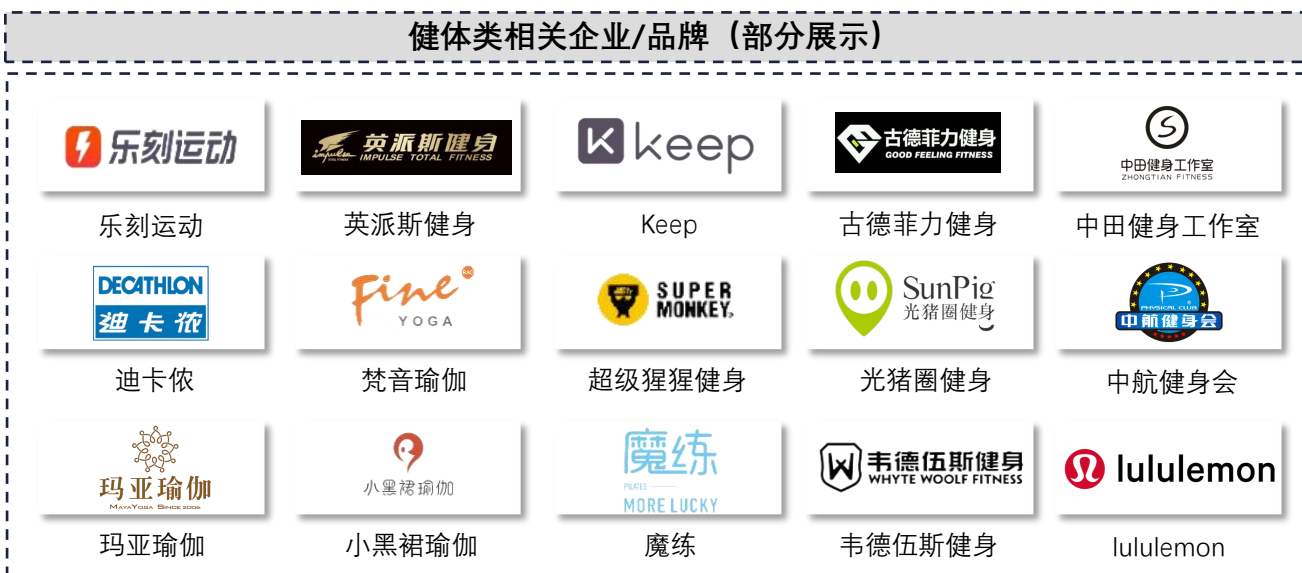 健体类相关企业/品牌（部分展示）
乐刻运动
impulse
英派斯健身
IMPULSE TOTAL FITNESS
keep
古德菲力健身
GOOD FEELING FITNESS
中田健身工作室
ZHONGTIAN FITNESS
乐刻运动
英派斯健身
Keep
古德菲力健身
中田健身工作室
DECATHLON
迪卡侬
Fine
YOGA
SUPER
MONKEY
SunPig
光猪圈健身
PHYSICAL CLUB
中航健身会
迪卡侬
梵音瑜伽
超级猩猩健身
光猪圈健身
中航健身会
玛亚瑜伽
MAYAYOGA SINCE 2006
小黑裙瑜伽
魔练
PILATES
MORE LUCKY
W
韦德伍斯健身
WHYTE WOOLF FITNESS
lululemon
玛亚瑜伽
小黑裙瑜伽
魔练
韦德伍斯健身
lululemon